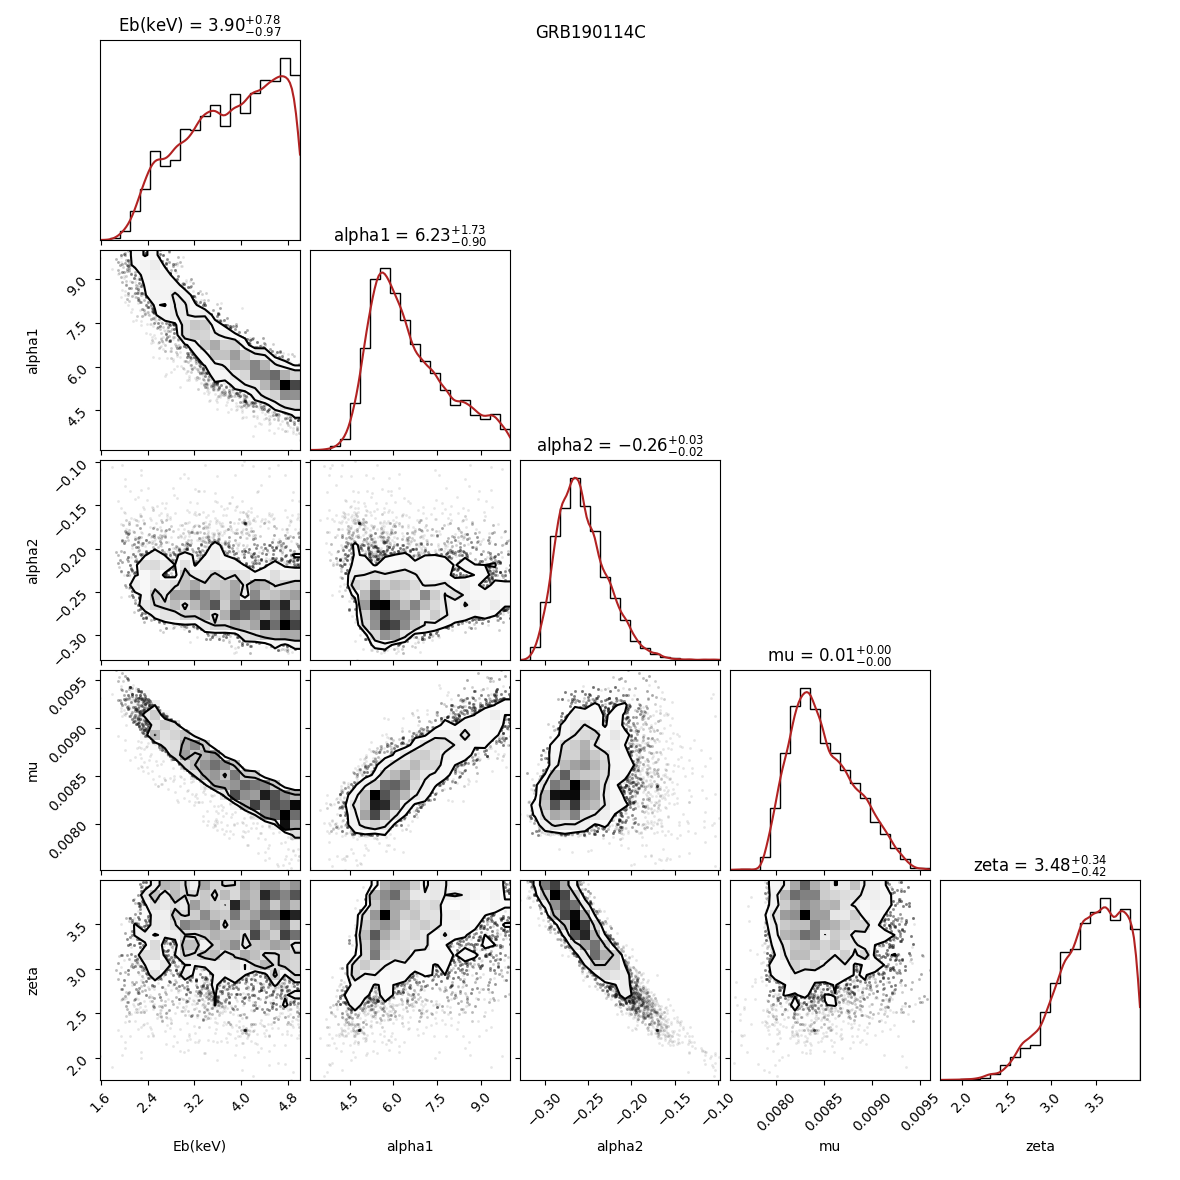 GRB190114C
Eb(keV) = 3.90+0.78−0.97
alpha1 = 6.23+1.73−0.90
alpha2 = −0.26+0.03−0.02
mu = 0.01+0.00−0.00
zeta = 3.48+0.34−0.42
alpha1
9.0
7.5
6.0
4.5
alpha2
−0.10
−0.15
−0.20
−0.25
−0.30
mu
0.0095
0.0090
0.0085
0.0080
zeta
3.5
3.0
2.5
2.0
1.6 2.4 3.2 4.0 4.8
4.5 6.0 7.5 9.0
−0.30 −0.25 −0.20 −0.15 −0.10
0.0080 0.0085 0.0090 0.0095
2.0 2.5 3.0 3.5
Eb(keV) alpha1 alpha2 mu zeta